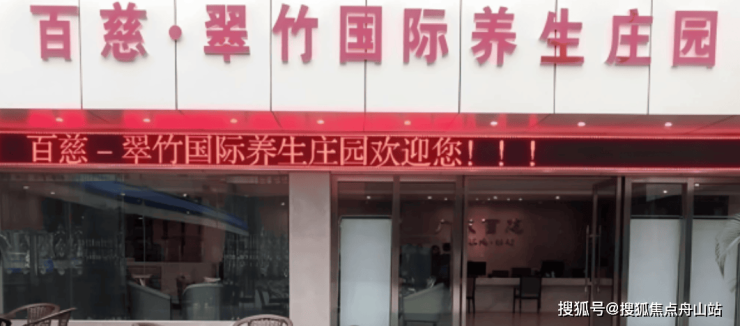 百慈·翠竹国际养生庄园
百慈－翠竹国际养生庄园欢迎您！！！
搜狐号@搜狐焦点舟山站